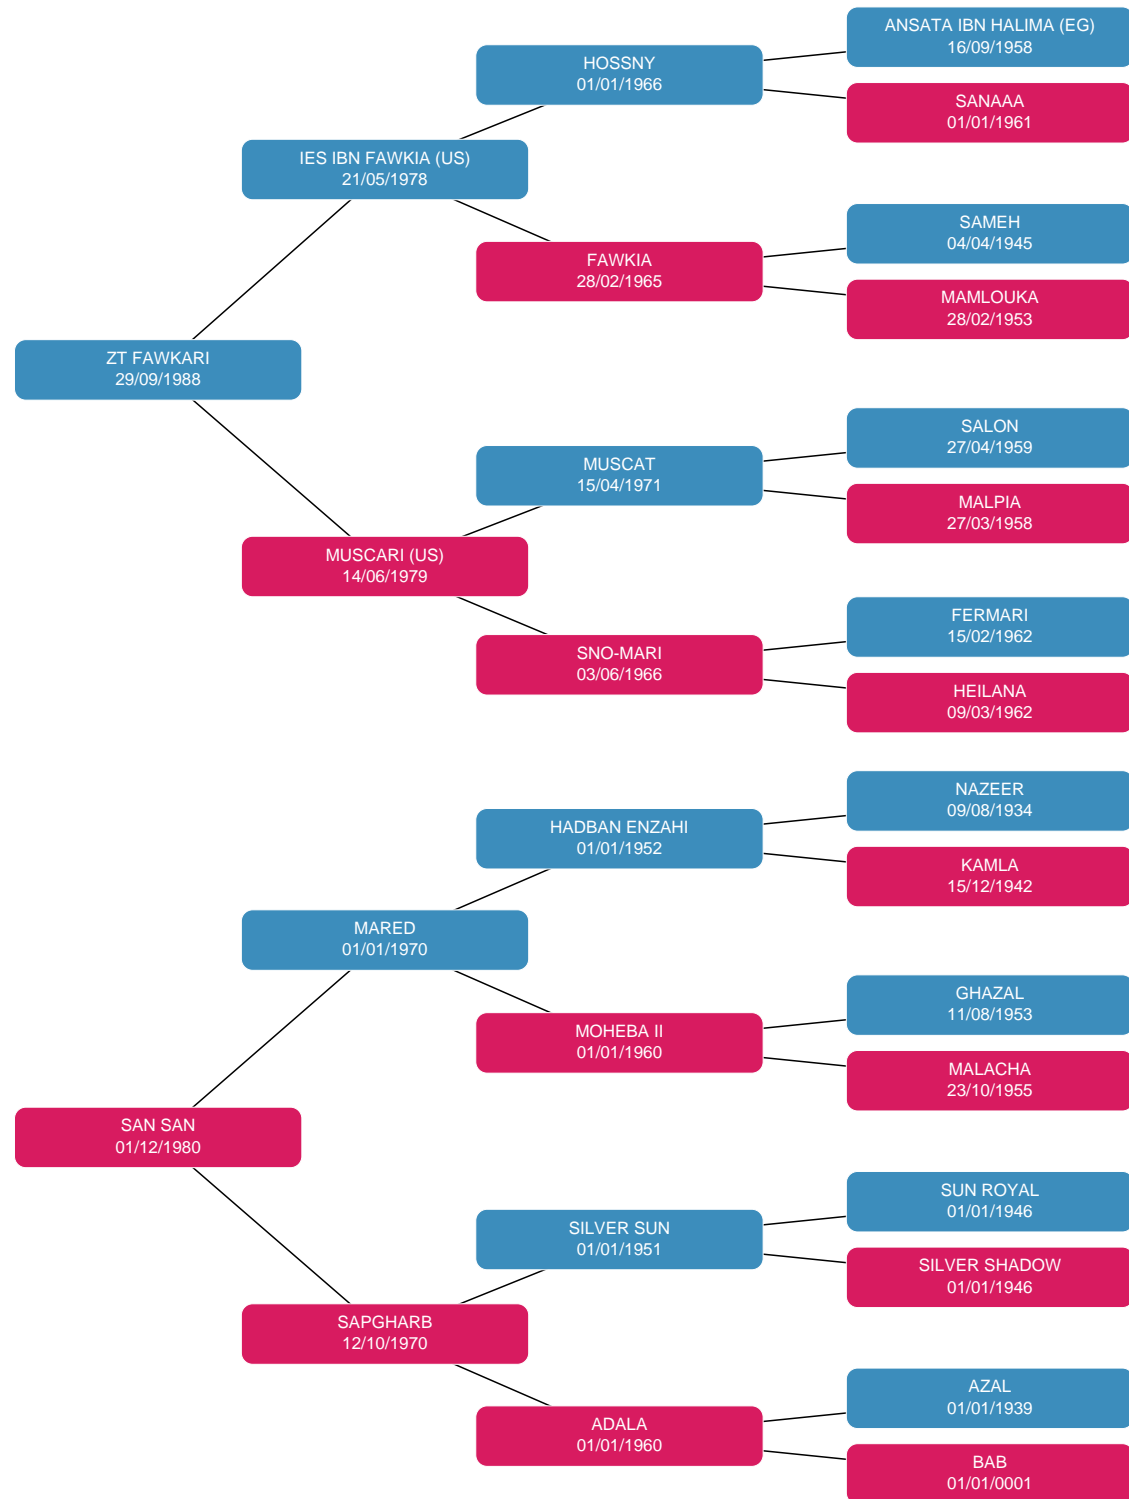 ANSATA IBN HALIMA (EG)
16/09/1958
HOSSNY
01/01/1966
SANAAA
01/01/1961
IES IBN FAWKIA (US)
21/05/1978
SAMEH
04/04/1945
FAWKIA
28/02/1965
MAMLOUKA
28/02/1953
ZT FAWKARI
29/09/1988
SALON
27/04/1959
MUSCAT
15/04/1971
MALPIA
27/03/1958
MUSCARI (US)
14/06/1979
FERMARI
15/02/1962
SNO-MARI
03/06/1966
HEILANA
09/03/1962
NAZEER
09/08/1934
HADBAN ENZAHI
01/01/1952
KAMLA
15/12/1942
MARED
01/01/1970
GHAZAL
11/08/1953
MOHEBA II
01/01/1960
MALACHA
23/10/1955
SAN SAN
01/12/1980
SUN ROYAL
01/01/1946
SILVER SUN
01/01/1951
SILVER SHADOW
01/01/1946
SAPGHARB
12/10/1970
AZAL
01/01/1939
ADALA
01/01/1960
BAB
01/01/0001